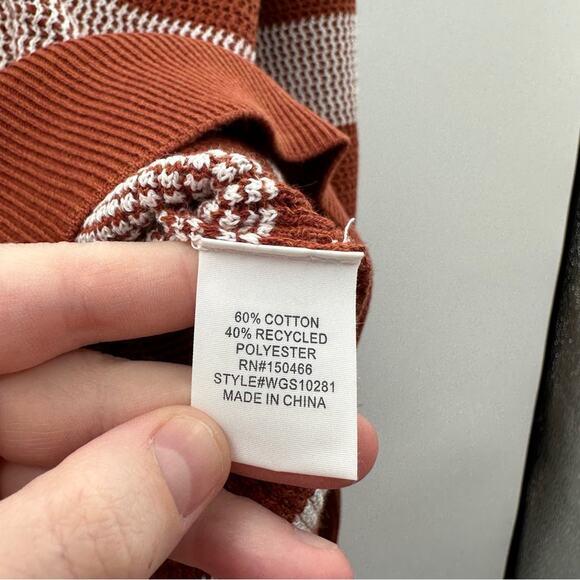 60% COTTON
40% RECYCLED
POLYESTER
RN#150466
STYLE#WGS10281
MADE IN CHINA